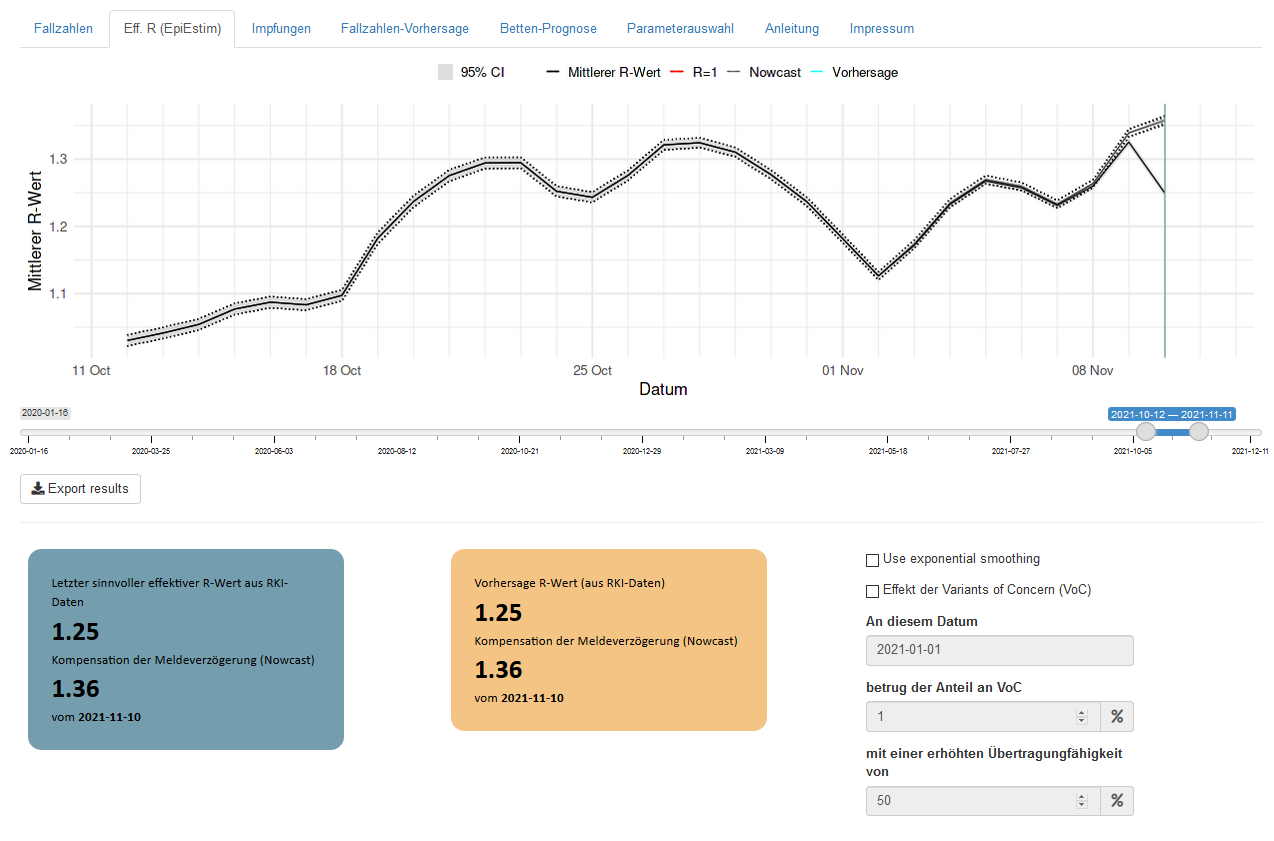 Fallzahlen Eff. R (EpiEstim) Impfungen Fallzahlen-Vorhersage Betten-Prognose Parameterauswahl Anleitung Impressum
95% CI Mittlerer R-Wert R=1 Nowcast Vorhersage
Mittlerer R-Wert
1.3
1.2
1.1
11 Oct 18 Oct 25 Oct 01 Nov 08 Nov
Datum
2020-01-16 2021-10-12 — 2021-11-11
2020-01-16 2020-03-25 2020-06-03 2020-08-12 2020-10-21 2020-12-29 2021-03-09 2021-05-18 2021-07-27 2021-10-05 2021-12-11
Export results
Letzter sinnvoller effektiver R-Wert aus RKI-
Daten
1.25
Kompensation der Meldeverzögerung (Nowcast)
1.36
vom 2021-11-10
Vorhersage R-Wert (aus RKI-Daten)
1.25
Kompensation der Meldeverzögerung (Nowcast)
1.36
vom 2021-11-10
Use exponential smoothing
Effekt der Variants of Concern (VoC)
An diesem Datum
2021-01-01
betrug der Anteil an VoC
1 %
mit einer erhöhten Übertragungfähigkeit
von
50 %